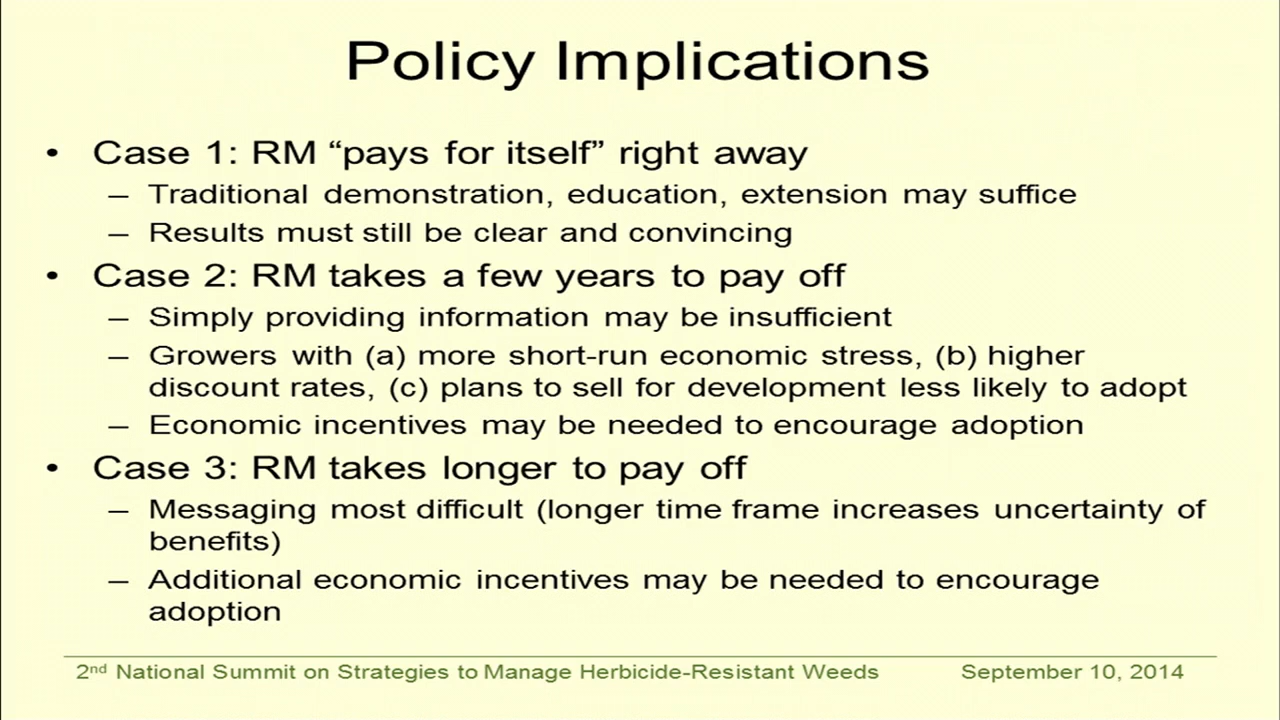 Policy Implications
• Case 1: RM “pays for itself” right away
– Traditional demonstration, education, extension may suffice
– Results must still be clear and convincing
• Case 2: RM takes a few years to pay off
– Simply providing information may be insufficient
– Growers with (a) more short-run economic stress, (b) higher
discount rates, (c) plans to sell for development less likely to adopt
– Economic incentives may be needed to encourage adoption
• Case 3: RM takes longer to pay off
– Messaging most difficult (longer time frame increases uncertainty of
benefits)
– Additional economic incentives may be needed to encourage
adoption
2nd National Summit on Strategies to Manage Herbicide-Resistant Weeds September 10, 2014